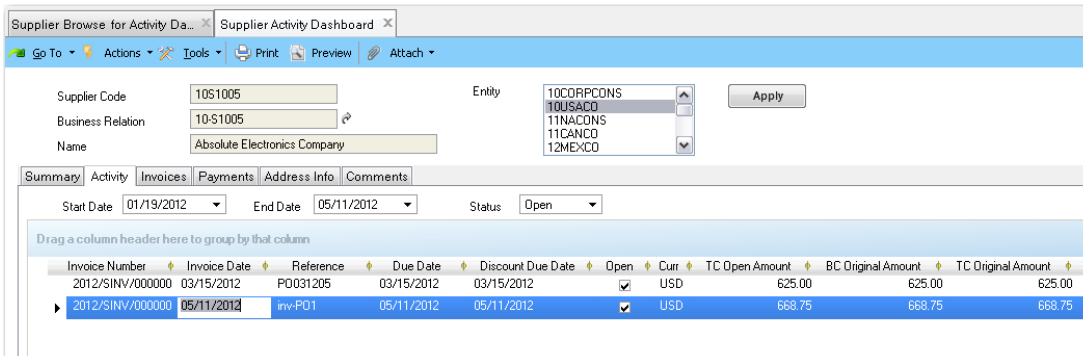 Supplier Browse for Activity Da... Supplier Activity Dashboard
Go To Actions Tools Print Preview Attach
Supplier Code 10S1005 Entity 10CORPCONS Apply
10USACO
Business Relation 10-S1005 11NACONS
11CANCO
Name Absolute Electronics Company 12MEXCO
Summary Activity Invoices Payments Address Info Comments
Start Date 01/19/2012 End Date 05/11/2012 Status Open
Drag a column header here to group by that column
Invoice Number Invoice Date Reference Due Date Discount Due Date Open Curr TC Open Amount BC Original Amount TC Original Amount
2012/SINV/000000 03/15/2012 PO031205 03/15/2012 03/15/2012 USD 625.00 625.00 625.00
2012/SINV/000000 05/11/2012 inv-PO1 05/11/2012 05/11/2012 USD 668.75 668.75 668.75